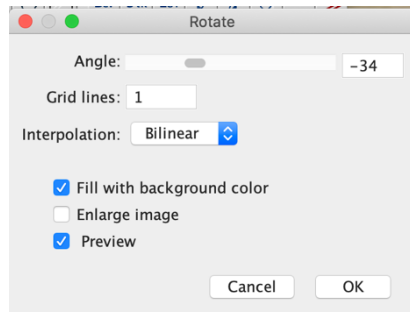 Rotate
Angle: -34
Grid lines: 1
Interpolation: Bilinear
Fill with background color
Enlarge image
Preview
Cancel OK